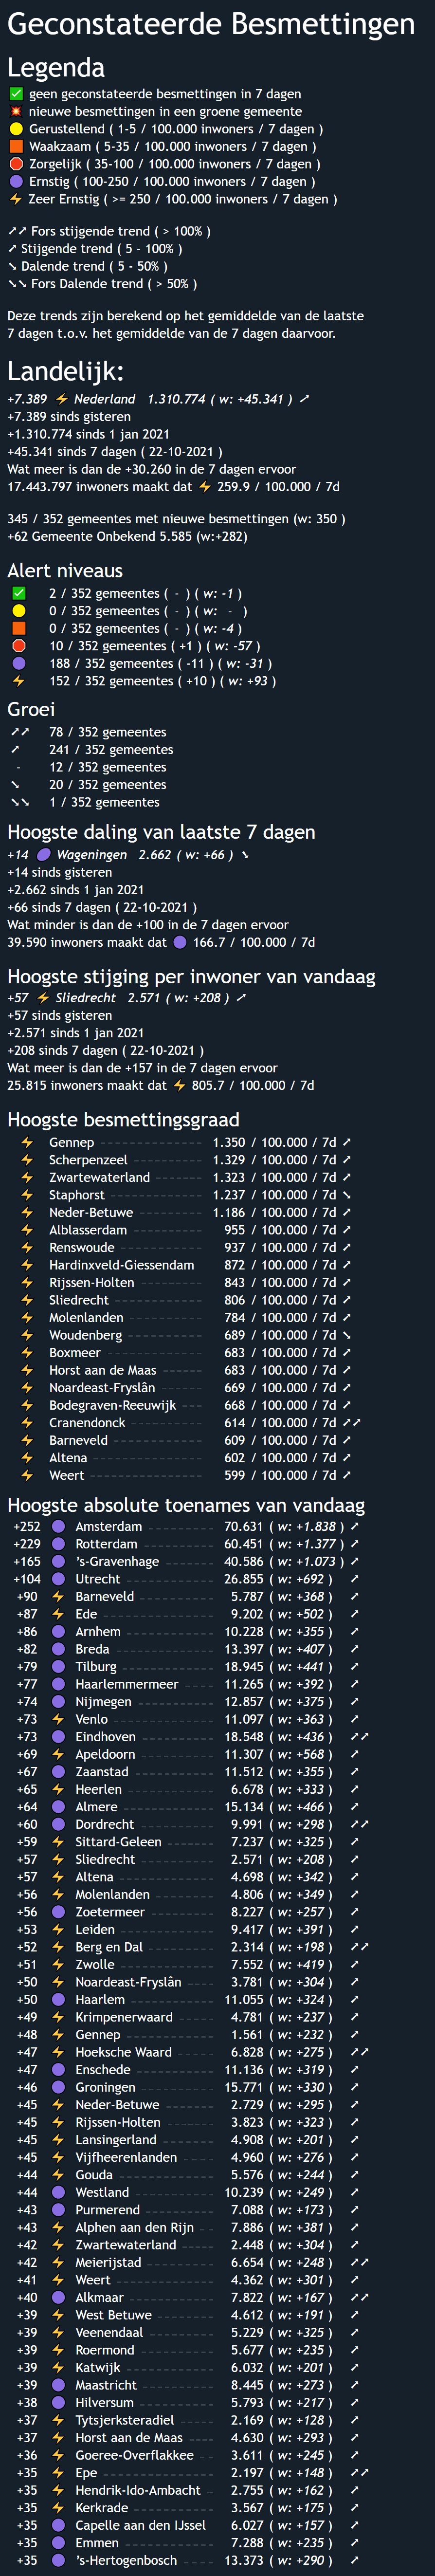 Geconstateerde Besmettingen
Legenda
✅ geen geconstateerde besmettingen in 7 dagen
💥 nieuwe besmettingen in een groene gemeente
🟡 Gerustellend ( 1-5 / 100.000 inwoners / 7 dagen )
🟧 Waakzaam ( 5-35 / 100.000 inwoners / 7 dagen )
🛑 Zorgelijk ( 35-100 / 100.000 inwoners / 7 dagen )
🟣 Ernstig ( 100-250 / 100.000 inwoners / 7 dagen )
⚡ Zeer Ernstig ( >= 250 / 100.000 inwoners / 7 dagen )
➚➚ Fors stijgende trend ( > 100% )
➚ Stijgende trend ( 5 - 100% )
➘ Dalende trend ( 5 - 50% )
➘➘ Fors Dalende trend ( > 50% )
Deze trends zijn berekend op het gemiddelde van de laatste
7 dagen t.o.v. het gemiddelde van de 7 dagen daarvoor.
Landelijk:
+7.389 ⚡ Nederland 1.310.774 ( w: +45.341 ) ➚
+7.389 sinds gisteren
+1.310.774 sinds 1 jan 2021
+45.341 sinds 7 dagen ( 22-10-2021 )
Wat meer is dan de +30.260 in de 7 dagen ervoor
17.443.797 inwoners maakt dat ⚡ 259.9 / 100.000 / 7d
345 / 352 gemeentes met nieuwe besmettingen (w: 350 )
+62 Gemeente Onbekend 5.585 (w:+282)
Alert niveaus
✅ 2 / 352 gemeentes ( - ) ( w: -1 )
🟡 0 / 352 gemeentes ( - ) ( w: - )
🟧 0 / 352 gemeentes ( - ) ( w: -4 )
🛑 10 / 352 gemeentes ( +1 ) ( w: -57 )
🟣 188 / 352 gemeentes ( -11 ) ( w: -31 )
⚡ 152 / 352 gemeentes ( +10 ) ( w: +93 )
Groei
➚➚ 78 / 352 gemeentes
➚ 241 / 352 gemeentes
- 12 / 352 gemeentes
➘ 20 / 352 gemeentes
➘➘ 1 / 352 gemeentes
Hoogste daling van laatste 7 dagen
+14 🟣 Wageningen 2.662 ( w: +66 ) ➘
+14 sinds gisteren
+2.662 sinds 1 jan 2021
+66 sinds 7 dagen ( 22-10-2021 )
Wat minder is dan de +100 in de 7 dagen ervoor
39.590 inwoners maakt dat 🟣 166.7 / 100.000 / 7d
Hoogste stijging per inwoner van vandaag
+57 ⚡ Sliedrecht 2.571 ( w: +208 ) ➚
+57 sinds gisteren
+2.571 sinds 1 jan 2021
+208 sinds 7 dagen ( 22-10-2021 )
Wat meer is dan de +157 in de 7 dagen ervoor
25.815 inwoners maakt dat ⚡ 805.7 / 100.000 / 7d
Hoogste besmettingsgraad
⚡ Gennep 1.350 / 100.000 / 7d ➚
⚡ Scherpenzeel 1.329 / 100.000 / 7d ➚
⚡ Zwartewaterland 1.323 / 100.000 / 7d ➚
⚡ Staphorst 1.237 / 100.000 / 7d ➘
⚡ Neder-Betuwe 1.186 / 100.000 / 7d ➚
⚡ Alblasserdam 955 / 100.000 / 7d ➚
⚡ Renswoude 937 / 100.000 / 7d ➚
⚡ Hardinxveld-Giessendam 872 / 100.000 / 7d ➚
⚡ Rijssen-Holten 843 / 100.000 / 7d ➚
⚡ Sliedrecht 806 / 100.000 / 7d ➚
⚡ Molenlanden 784 / 100.000 / 7d ➚
⚡ Woudenberg 689 / 100.000 / 7d ➘
⚡ Boxmeer 683 / 100.000 / 7d ➚
⚡ Horst aan de Maas 683 / 100.000 / 7d ➚
⚡ Noardeast-Fryslân 669 / 100.000 / 7d ➚
⚡ Bodegraven-Reeuwijk 668 / 100.000 / 7d ➚
⚡ Cranendonck 614 / 100.000 / 7d ➚➚
⚡ Barneveld 609 / 100.000 / 7d ➚
⚡ Altena 602 / 100.000 / 7d ➚
⚡ Weert 599 / 100.000 / 7d ➚
Hoogste absolute toenames van vandaag
+252 🟣 Amsterdam 70.631 ( w: +1.838 ) ➚
+229 🟣 Rotterdam 60.451 ( w: +1.377 ) ➚
+165 🟣 's-Gravenhage 40.586 ( w: +1.073 ) ➚
+104 🟣 Utrecht 26.855 ( w: +692 ) ➚
+90 ⚡ Barneveld 5.787 ( w: +368 ) ➚
+87 ⚡ Ede 9.202 ( w: +502 ) ➚
+86 🟣 Arnhem 10.228 ( w: +355 ) ➚
+82 🟣 Breda 13.397 ( w: +407 ) ➚
+79 🟣 Tilburg 18.945 ( w: +441 ) ➚
+77 🟣 Haarlemmermeer 11.265 ( w: +392 ) ➚
+74 🟣 Nijmegen 12.857 ( w: +375 ) ➚
+73 ⚡ Venlo 11.097 ( w: +363 ) ➚
+73 🟣 Eindhoven 18.548 ( w: +436 ) ➚➚
+69 ⚡ Apeldoorn 11.307 ( w: +568 ) ➚
+67 🟣 Zaanstad 11.512 ( w: +355 ) ➚
+65 ⚡ Heerlen 6.678 ( w: +333 ) ➚
+64 🟣 Almere 15.134 ( w: +466 ) ➚
+60 🟣 Dordrecht 9.991 ( w: +298 ) ➚➚
+59 ⚡ Sittard-Geleen 7.237 ( w: +325 ) ➚
+57 ⚡ Sliedrecht 2.571 ( w: +208 ) ➚
+57 ⚡ Altena 4.698 ( w: +342 ) ➚
+56 ⚡ Molenlanden 4.806 ( w: +349 ) ➚
+56 🟣 Zoetermeer 8.227 ( w: +257 ) ➚
+53 ⚡ Leiden 9.417 ( w: +391 ) ➚
+52 ⚡ Berg en Dal 2.314 ( w: +198 ) ➚➚
+51 ⚡ Zwolle 7.552 ( w: +419 ) ➚
+50 ⚡ Noardeast-Fryslân 3.781 ( w: +304 ) ➚
+50 🟣 Haarlem 11.055 ( w: +324 ) ➚
+49 ⚡ Krimpenerwaard 4.781 ( w: +237 ) ➚
+48 ⚡ Gennep 1.561 ( w: +232 ) ➚
+47 ⚡ Hoeksche Waard 6.828 ( w: +275 ) ➚➚
+47 🟣 Enschede 11.136 ( w: +319 ) ➚
+46 🟣 Groningen 15.771 ( w: +330 ) ➚
+45 ⚡ Neder-Betuwe 2.729 ( w: +295 ) ➚
+45 ⚡ Rijssen-Holten 3.823 ( w: +323 ) ➚
+45 ⚡ Lansingerland 4.908 ( w: +201 ) ➚
+45 ⚡ Vijfheerenlanden 4.960 ( w: +276 ) ➚
+44 ⚡ Gouda 5.576 ( w: +244 ) ➚
+44 🟣 Westland 10.239 ( w: +249 ) ➚
+43 🟣 Purmerend 7.088 ( w: +173 ) ➚
+43 ⚡ Alphen aan den Rijn 7.886 ( w: +381 ) ➚
+42 ⚡ Zwartewaterland 2.448 ( w: +304 ) ➚
+42 ⚡ Meierijstad 6.654 ( w: +248 ) ➚➚
+41 ⚡ Weert 4.362 ( w: +301 ) ➚
+40 🟣 Alkmaar 7.822 ( w: +167 ) ➚➚
+39 ⚡ West Betuwe 4.612 ( w: +191 ) ➚
+39 ⚡ Veenendaal 5.229 ( w: +325 ) ➚
+39 ⚡ Roermond 5.677 ( w: +235 ) ➚
+39 ⚡ Katwijk 6.032 ( w: +201 ) ➚
+39 🟣 Maastricht 8.445 ( w: +273 ) ➚
+38 🟣 Hilversum 5.793 ( w: +217 ) ➚
+37 ⚡ Tytsjerksteradiel 2.169 ( w: +128 ) ➚
+37 ⚡ Horst aan de Maas 4.630 ( w: +293 ) ➚
+36 ⚡ Goeree-Overflakkee 3.611 ( w: +245 ) ➚
+35 ⚡ Epe 2.197 ( w: +148 ) ➚➚
+35 ⚡ Hendrik-Ido-Ambacht 2.755 ( w: +162 ) ➚
+35 ⚡ Kerkrade 3.567 ( w: +175 ) ➚
+35 🟣 Capelle aan den IJssel 6.027 ( w: +157 ) ➚
+35 🟣 Emmen 7.288 ( w: +235 ) ➚
+35 🟣 's-Hertogenbosch 13.373 ( w: +290 ) ➚